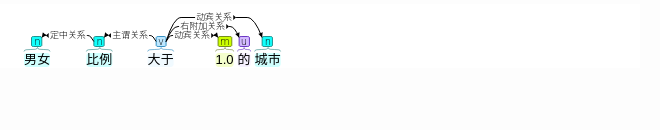 动宾关系
右附加关系
定中关系 主谓关系 动宾关系
n n v m u n
男女 比例 大于 1.0 的 城市